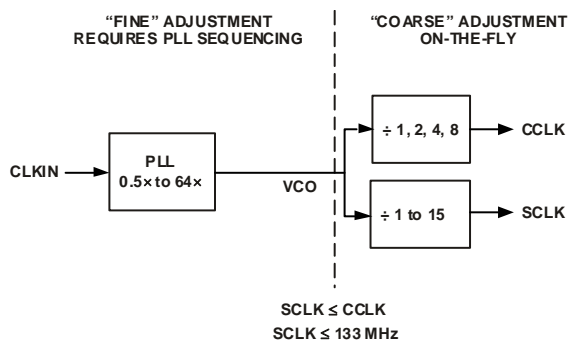 “FINE” ADJUSTMENT
REQUIRES PLL SEQUENCING
“COARSE” ADJUSTMENT
ON-THE-FLY
CLKIN
PLL
0.5× to 64×
VCO
÷ 1, 2, 4, 8
CCLK
÷ 1 to 15
SCLK
SCLK ≤ CCLK
SCLK ≤ 133 MHz